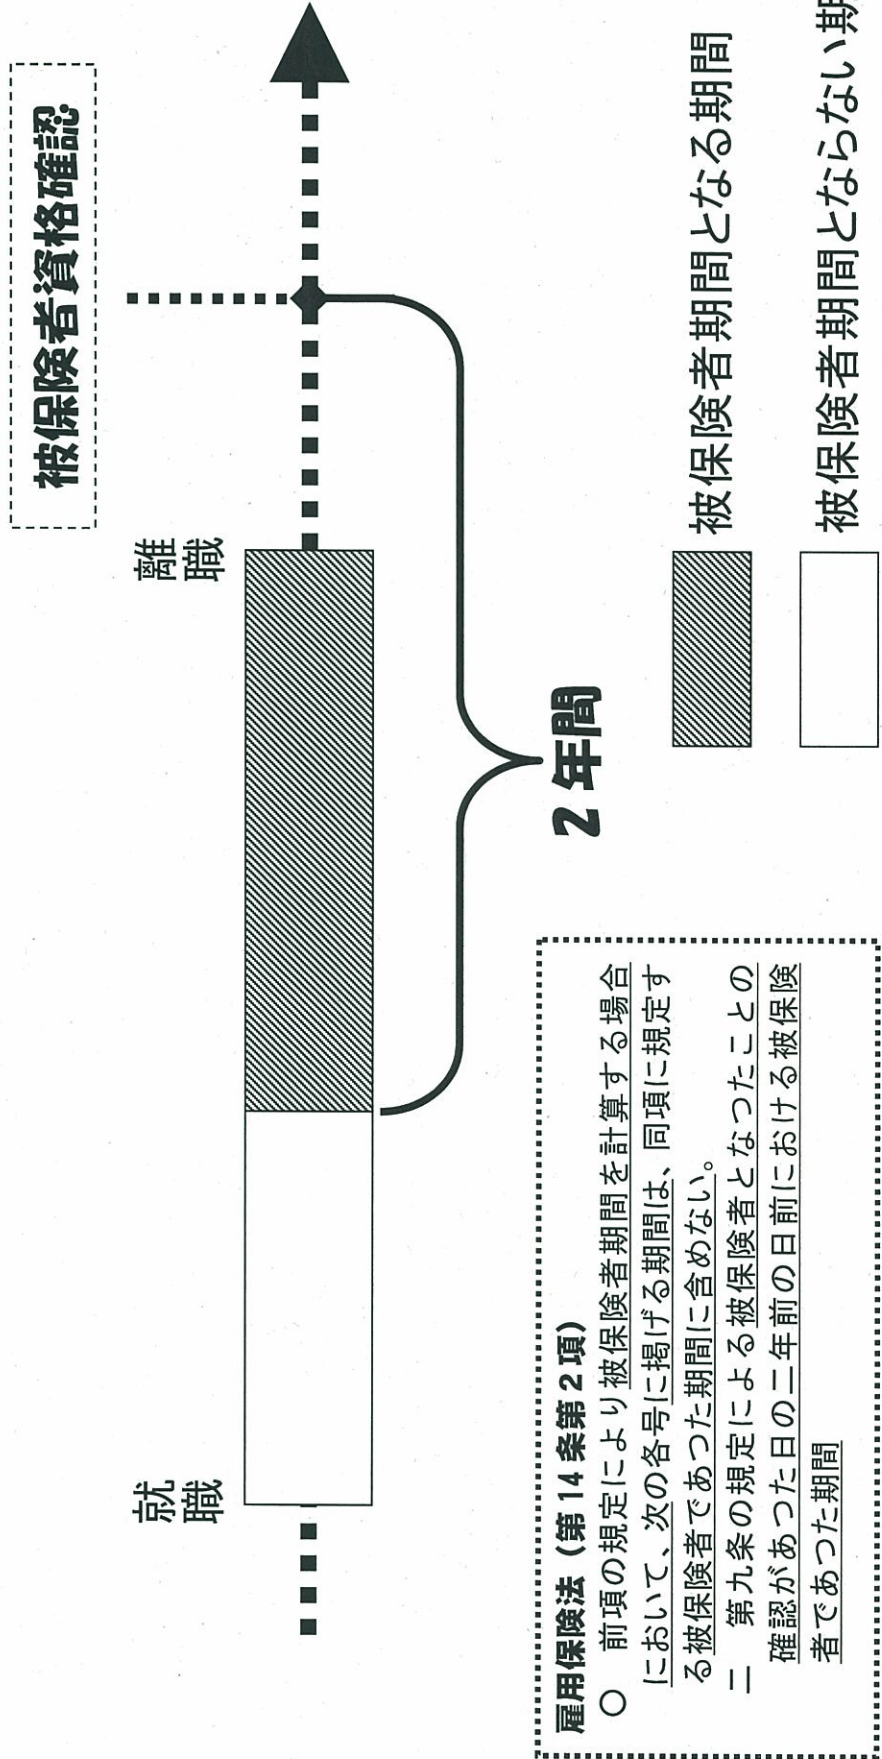 被保険者資格確認
就職
離職
2年間
被保険者期間となる期間
被保険者期間とならない期
雇用保険法（第14条第2項）
○　前項の規定により被保険者期間を計算する場合
において、次の各号に掲げる期間は、同項に規定す
る被保険者であつた期間に含めない。
二　第九条の規定による被保険者となつたことの
確認があつた日の二年前の日前における被保険
者であつた期間